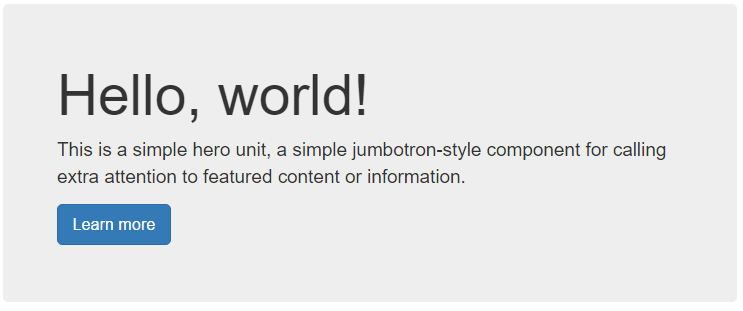 Hello, world!
This is a simple hero unit, a simple jumbotron-style component for calling
extra attention to featured content or information.
Learn more